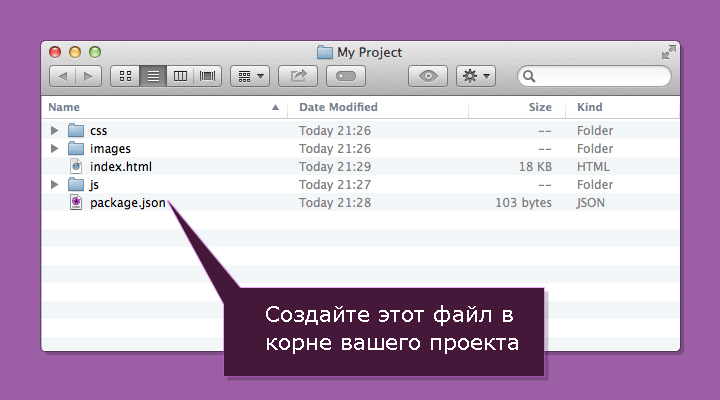 My Project
Name Date Modified Size Kind
css Today 21:26 -- Folder
images Today 21:26 -- Folder
index.html Today 21:29 18 KB HTML
js Today 21:27 -- Folder
package.json Today 21:28 103 bytes JSON
Создайте этот файл в
корне вашего проекта